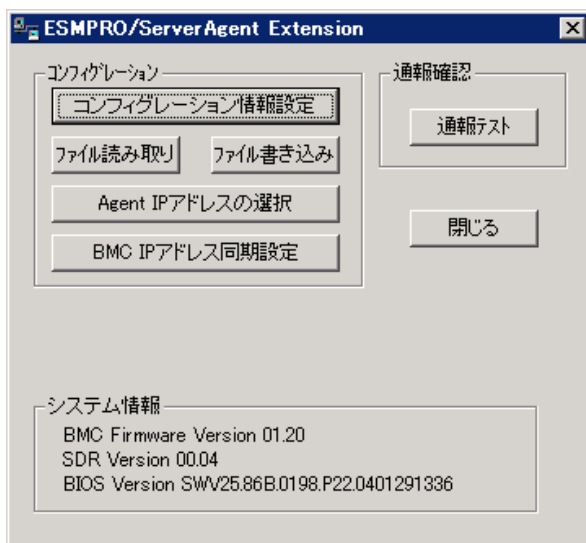 ESMPRO/ServerAgent Extension
コンフィグレーション
コンフィグレーション情報設定
ファイル読み取り ファイル書き込み
Agent IPアドレスの選択
BMC IPアドレス同期設定
通報確認
通報テスト
閉じる
システム情報
BMC Firmware Version 01.20
SDR Version 00.04
BIOS Version SWV25.86B.0198.P22.0401291336